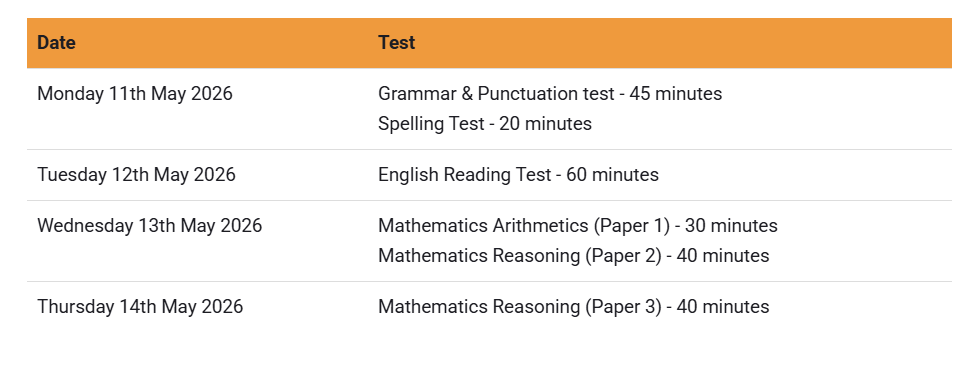 Date Test
Monday 11th May 2026 Grammar & Punctuation test - 45 minutes
Spelling Test - 20 minutes
Tuesday 12th May 2026 English Reading Test - 60 minutes
Wednesday 13th May 2026 Mathematics Arithmetics (Paper 1) - 30 minutes
Mathematics Reasoning (Paper 2) - 40 minutes
Thursday 14th May 2026 Mathematics Reasoning (Paper 3) - 40 minutes